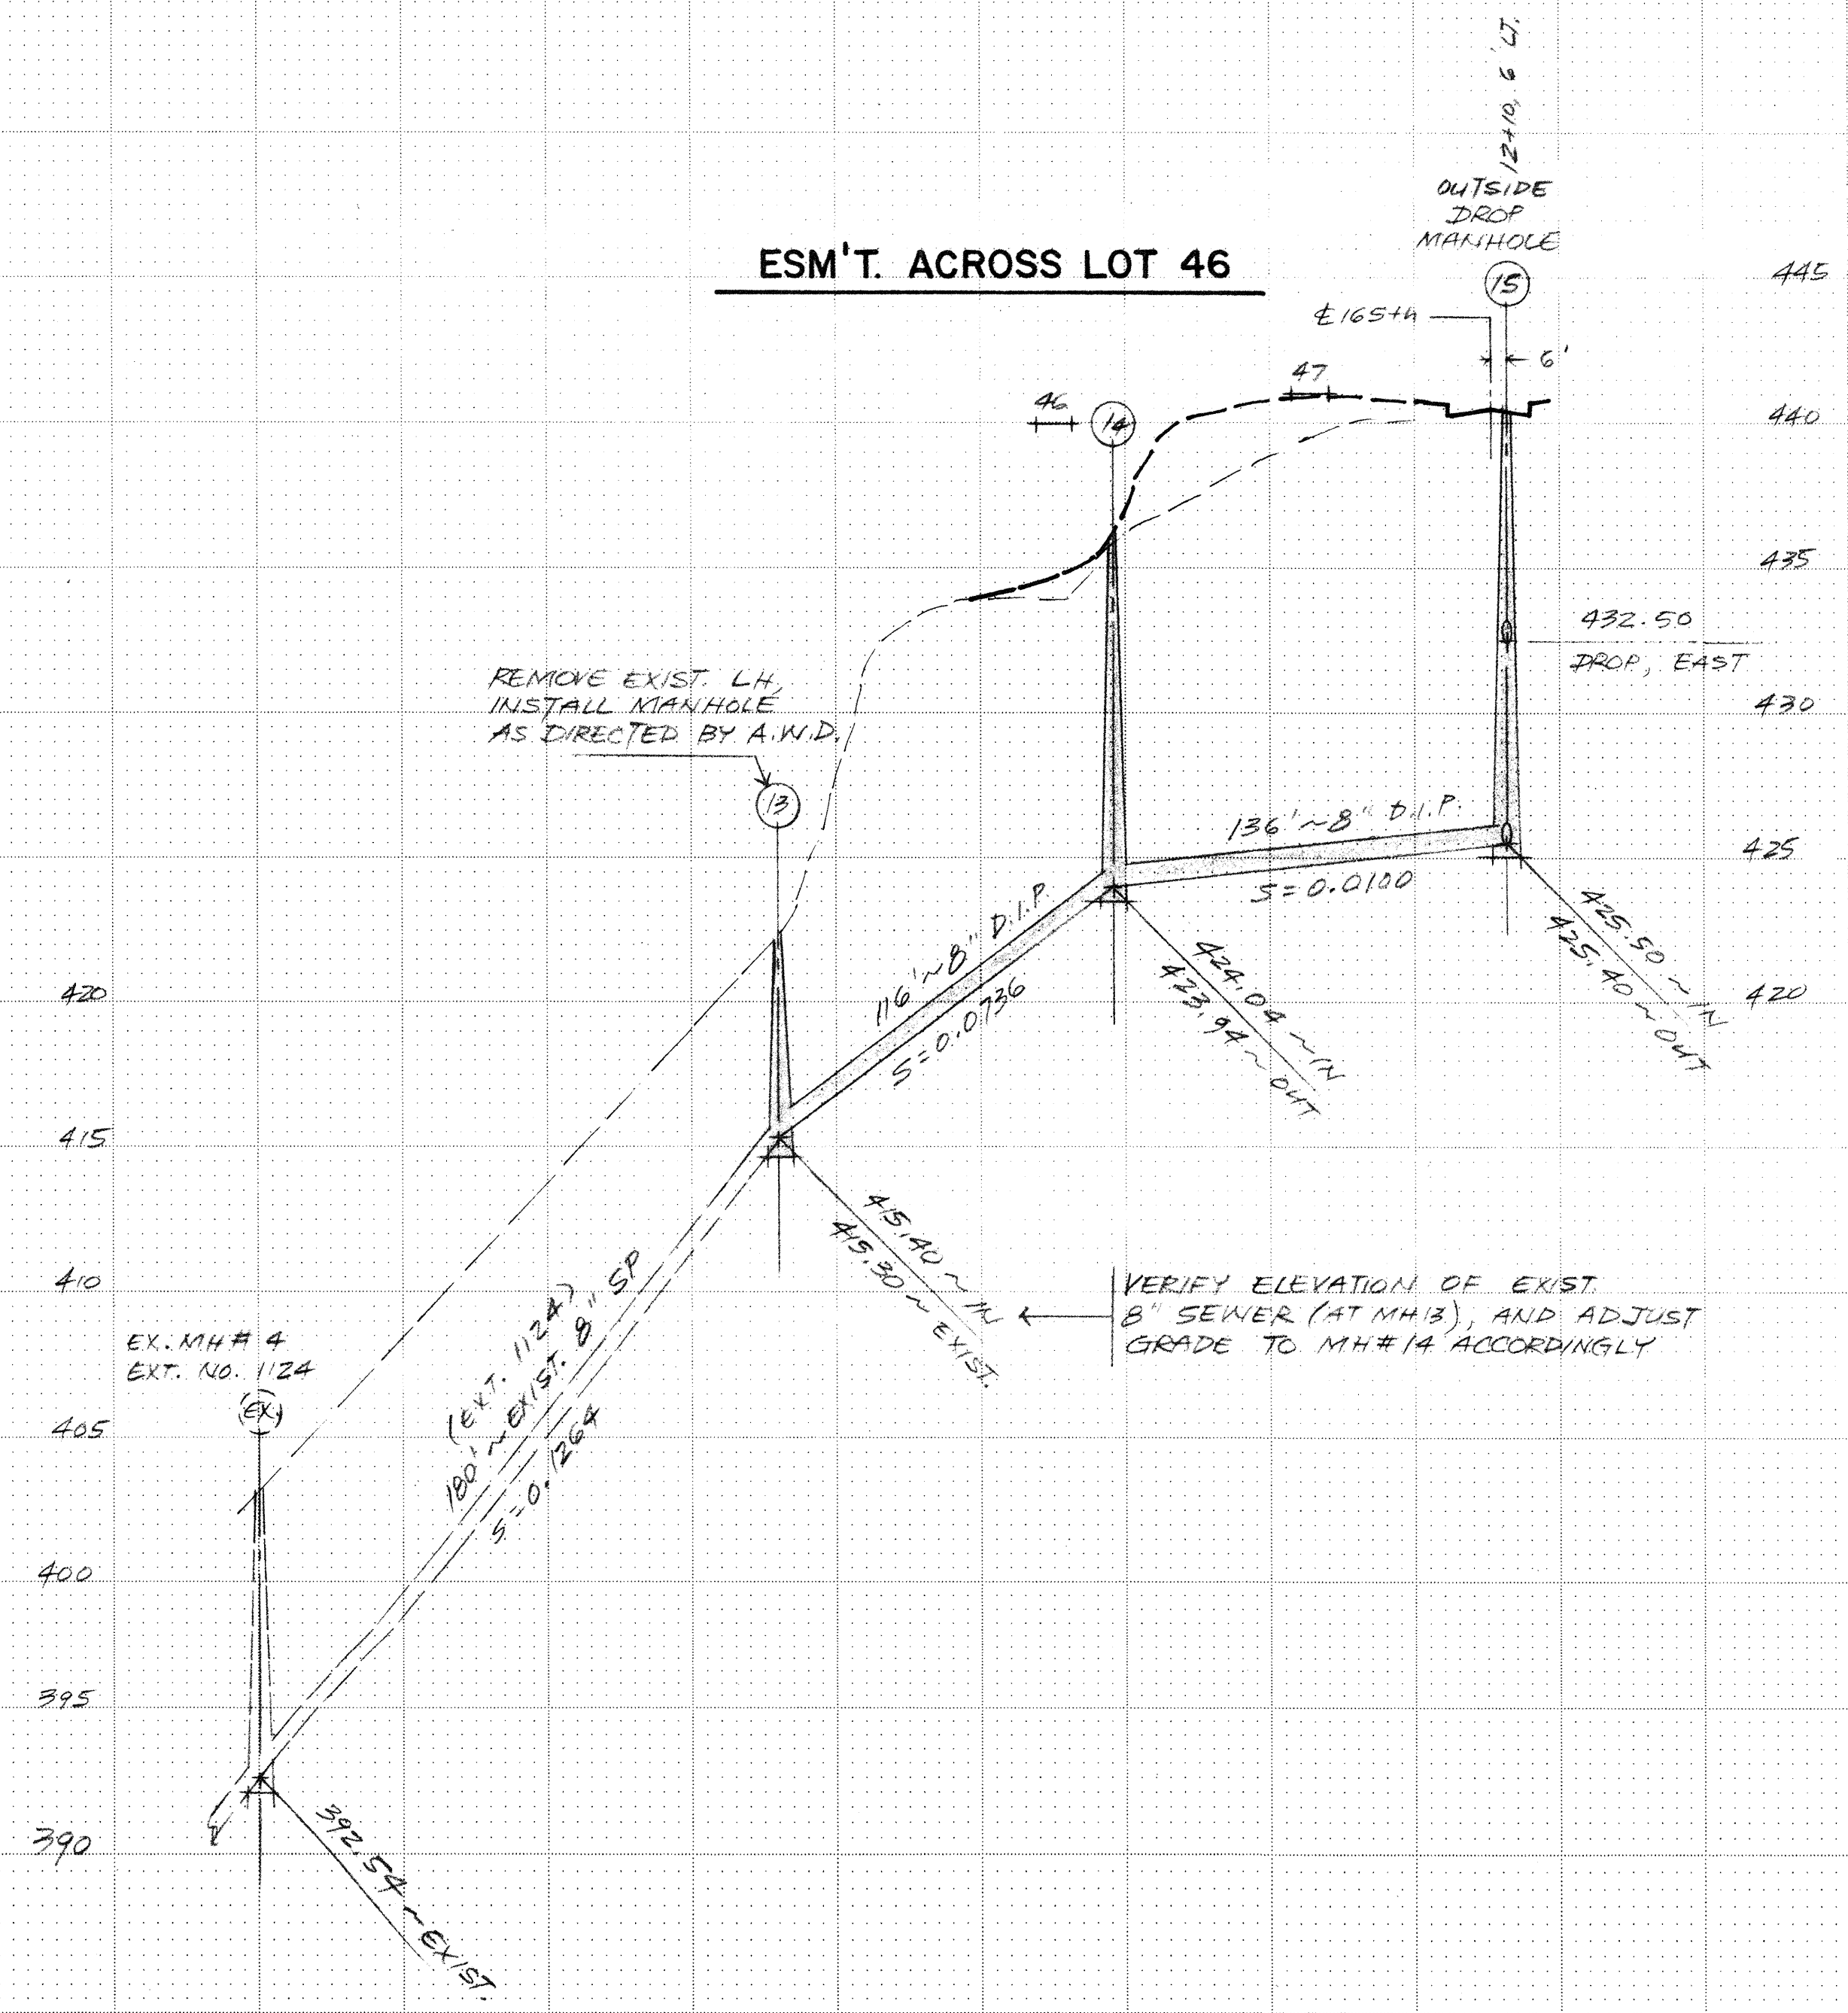 12+10, 6' LT.
OUTSIDE
DROP
MANHOLE
ESM'T. ACROSS LOT 46
15
445
℄ 165th
6'
47
46
14
440
435
432.50
DROP, EAST
REMOVE EXIST. LH,
INSTALL MANHOLE
AS DIRECTED BY A.W.D.
430
13
136'~8" D.I.P.
S=0.0100
425
116'~8" D.I.P.
S=0.0736
424.04~IN
423.94~OUT
425.50~IN
425.40~OUT
420
420
415
415.40~IN
415.30~EXIST.
410
VERIFY ELEVATION OF EXIST.
8" SEWER (AT MH13), AND ADJUST
GRADE TO MH#14 ACCORDINGLY
(EXT. 1124)
180'~EXIST. 8" SP
S=0.1264
EX. MH# 4
EXT. NO. 1124
(EX.)
405
400
395
390
392.54~EXIST.